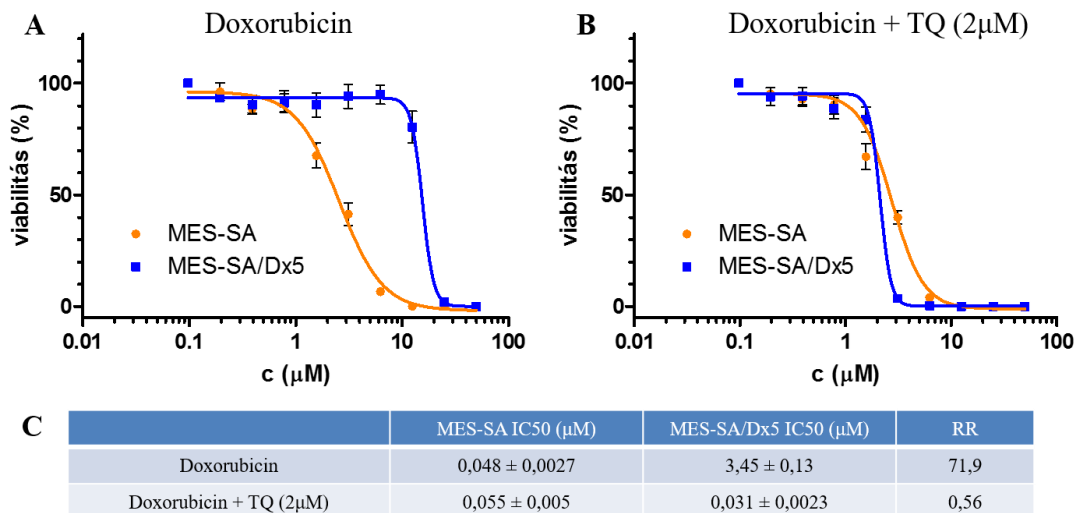 A Doxorubicin
B Doxorubicin + TQ (2μM)
viabilitás (%)
100
50
0
MES-SA
MES-SA/Dx5
0.01 0.1 1 10 100
c (μM)
viabilitás (%)
100
50
0
MES-SA
MES-SA/Dx5
0.01 0.1 1 10 100
c (μM)
C
MES-SA IC50 (μM) MES-SA/Dx5 IC50 (μM) RR
Doxorubicin 0,048 ± 0,0027 3,45 ± 0,13 71,9
Doxorubicin + TQ (2μM) 0,055 ± 0,005 0,031 ± 0,0023 0,56